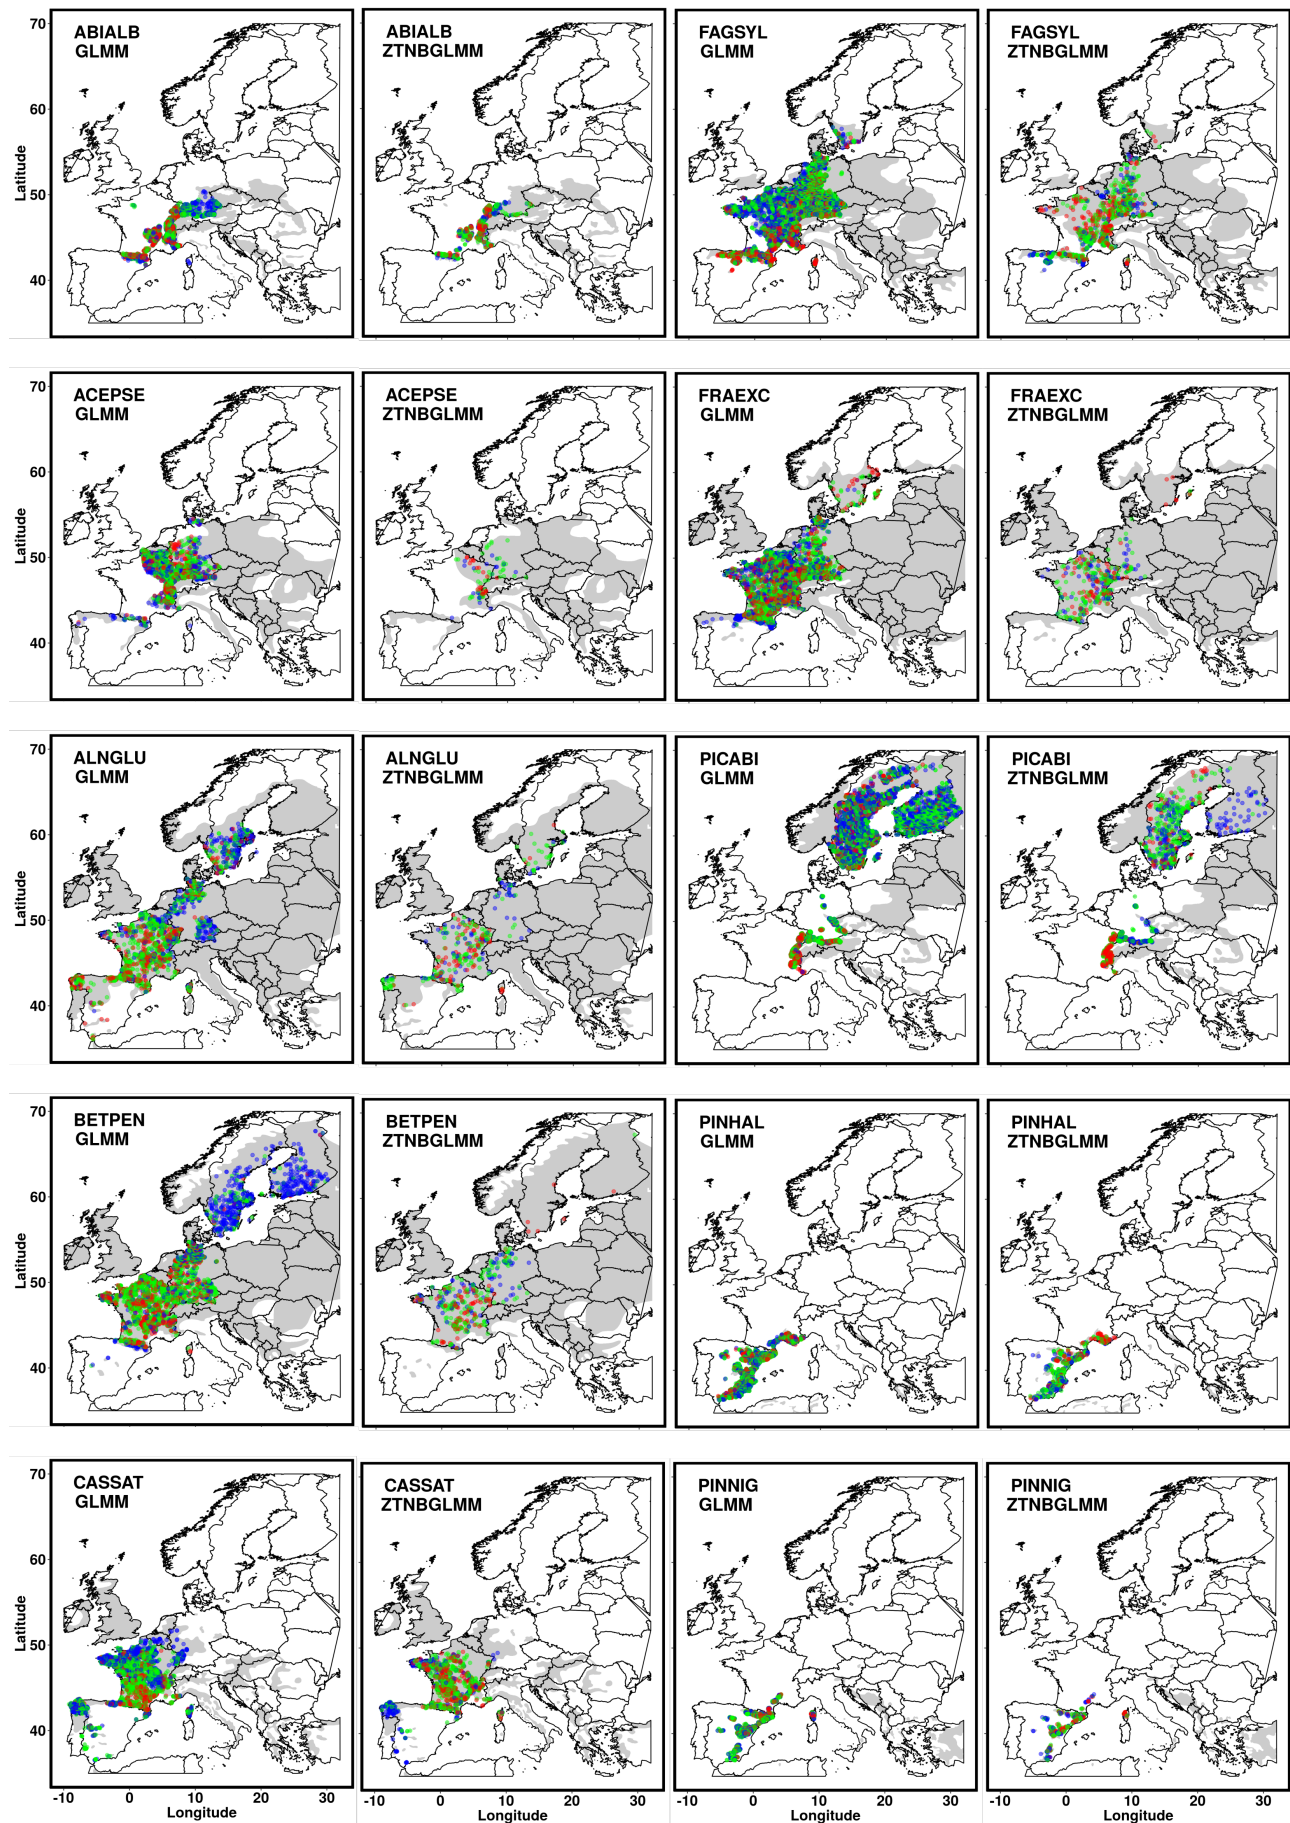 ABIALB
GLMM
ABIALB
ZTNBGLMM
FAGSYL
GLMM
FAGSYL
ZTNBGLMM
70
60
50
40
Latitude
ACEPSE
GLMM
ACEPSE
ZTNBGLMM
FRAEXC
GLMM
FRAEXC
ZTNBGLMM
70
60
50
40
Latitude
ALNGLU
GLMM
ALNGLU
ZTNBGLMM
PICABI
GLMM
PICABI
ZTNBGLMM
70
60
50
40
Latitude
BETPEN
GLMM
BETPEN
ZTNBGLMM
PINHAL
GLMM
PINHAL
ZTNBGLMM
70
60
50
40
Latitude
CASSAT
GLMM
CASSAT
ZTNBGLMM
PINNIG
GLMM
PINNIG
ZTNBGLMM
70
60
50
40
Latitude
-10 0 10 20 30
Longitude
-10 0 10 20 30
Longitude
-10 0 10 20 30
Longitude
-10 0 10 20 30
Longitude